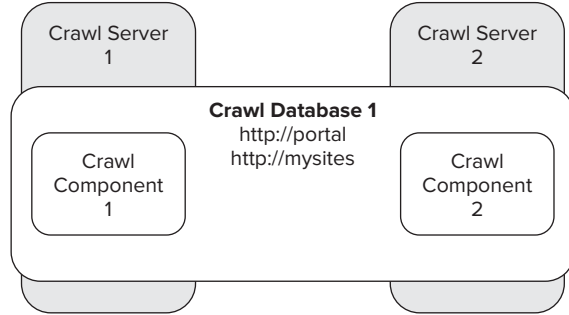 Crawl Server
1
Crawl Server
2
Crawl Database 1
http://portal
http://mysites
Crawl
Component
1
Crawl
Component
2